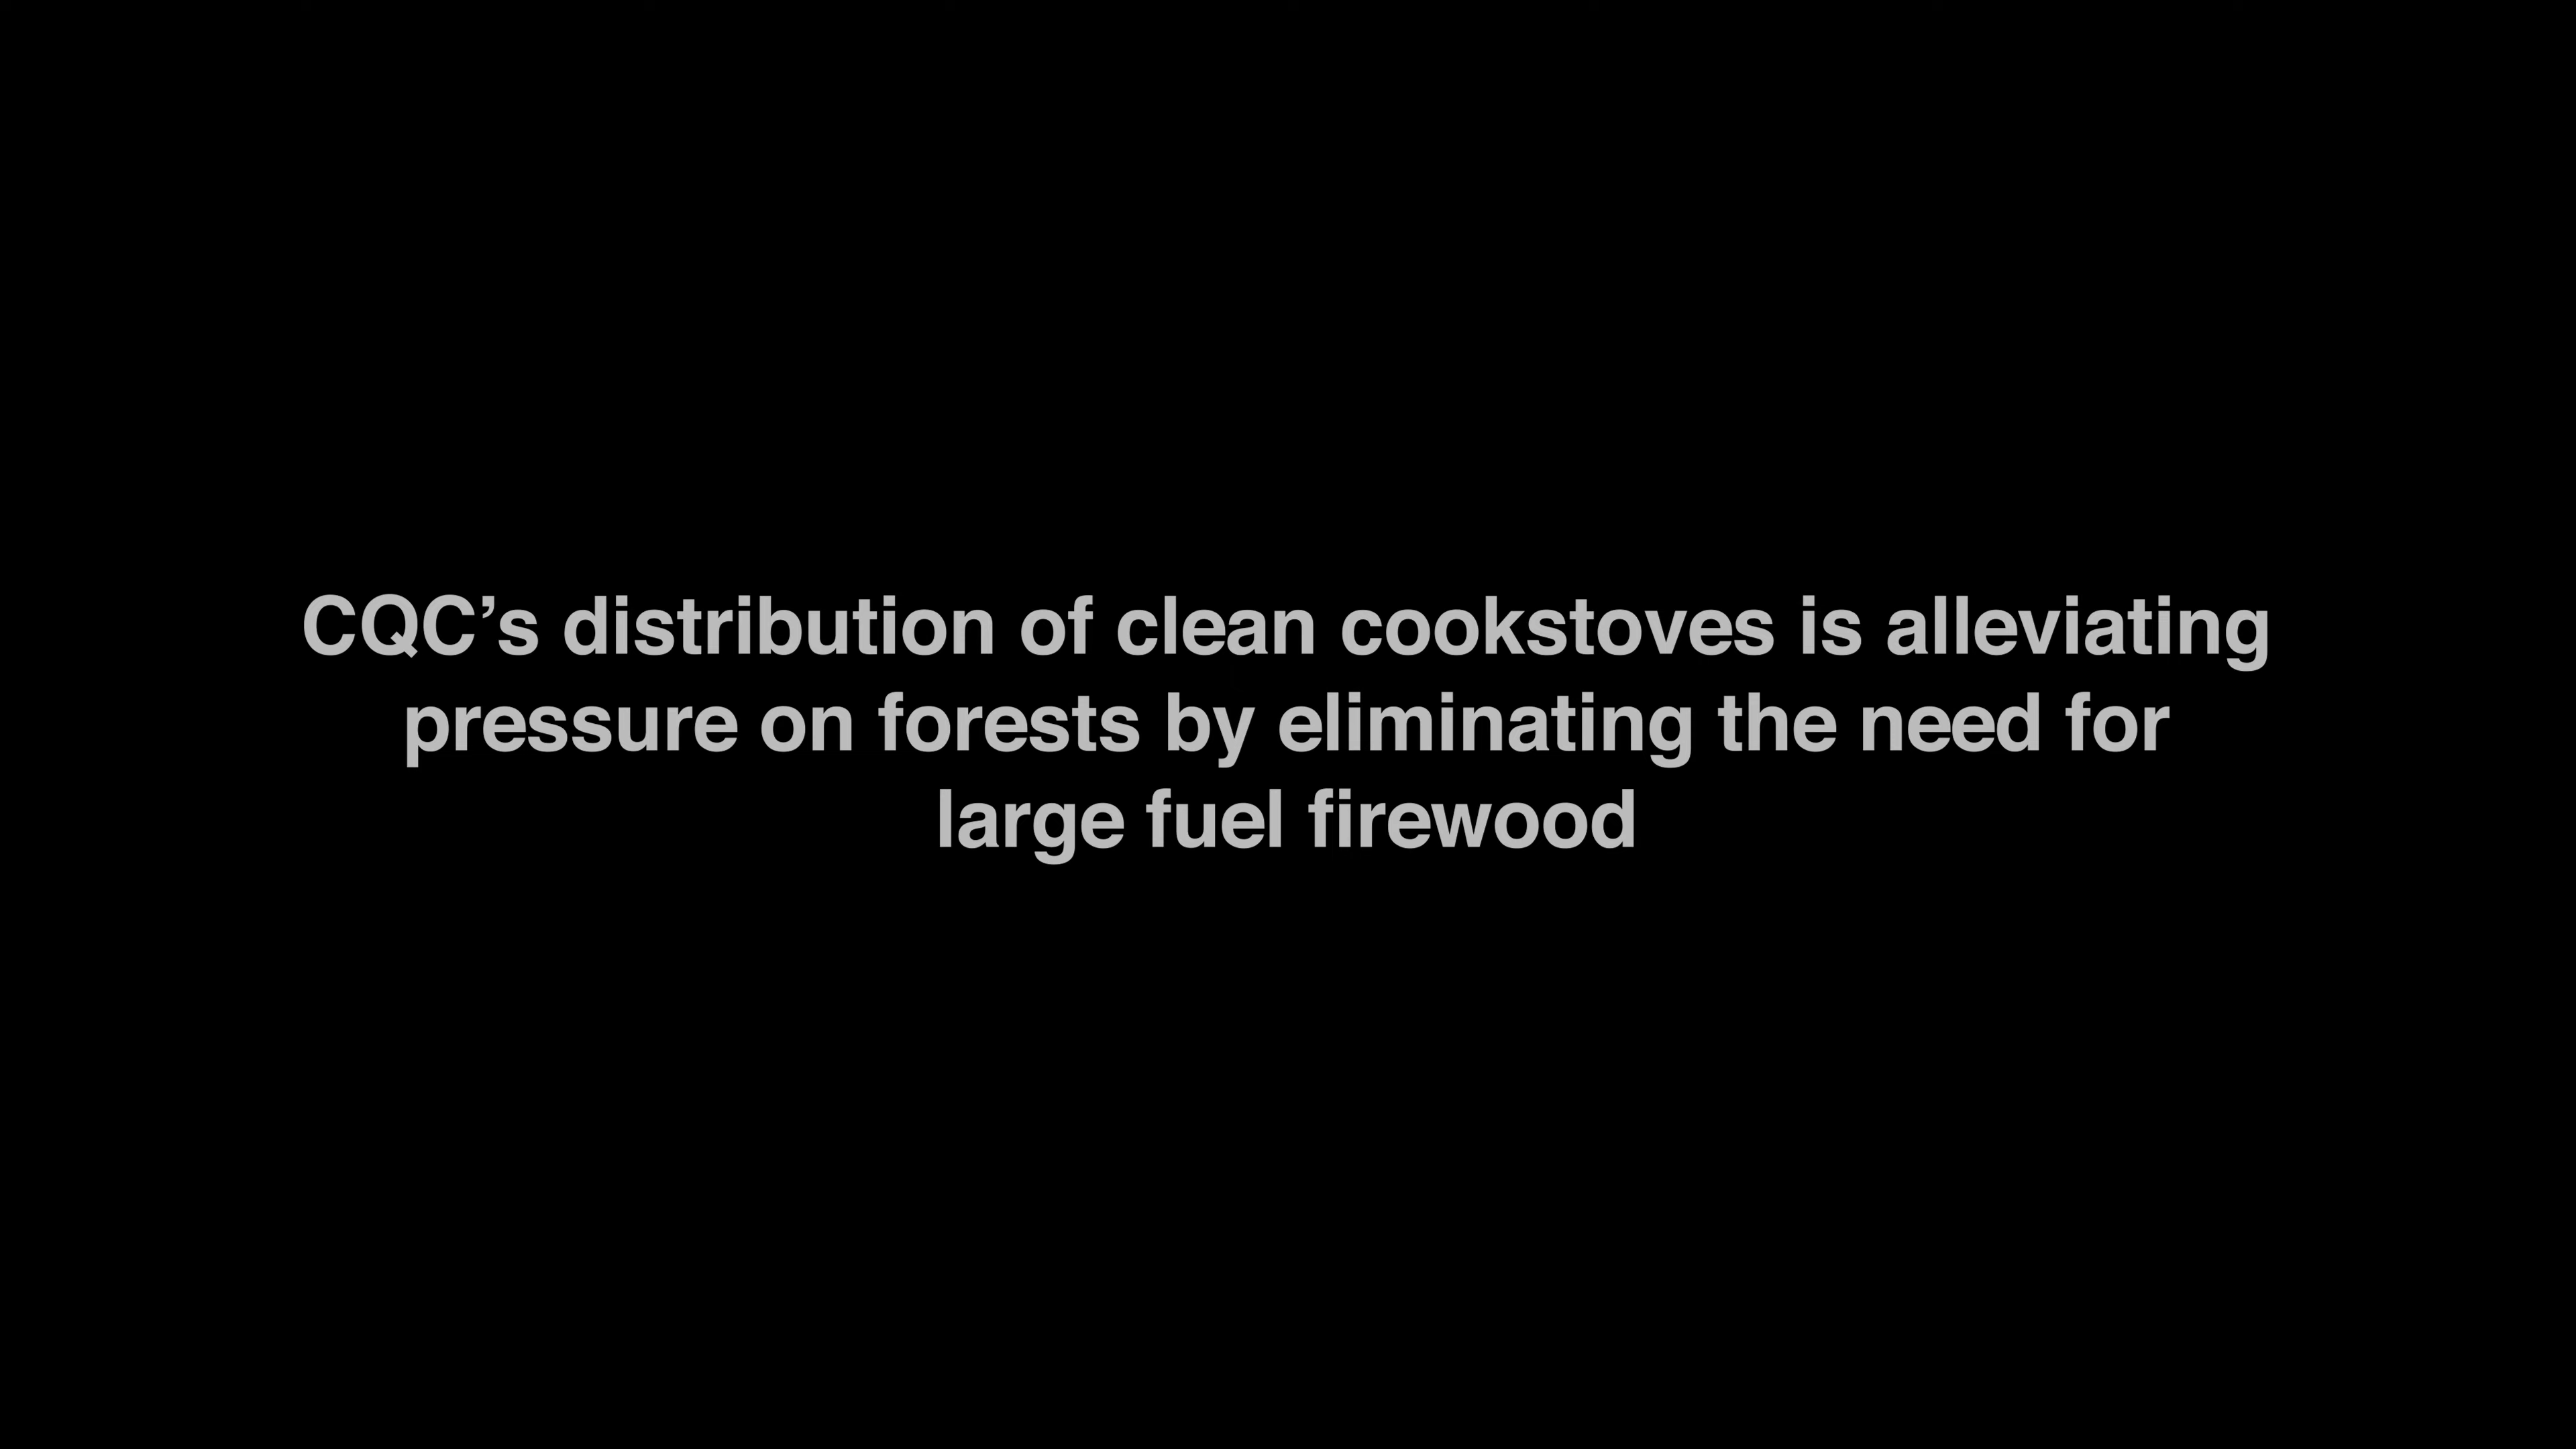 CQC’s distribution of clean cookstoves is alleviating
pressure on forests by eliminating the need for
large fuel firewood